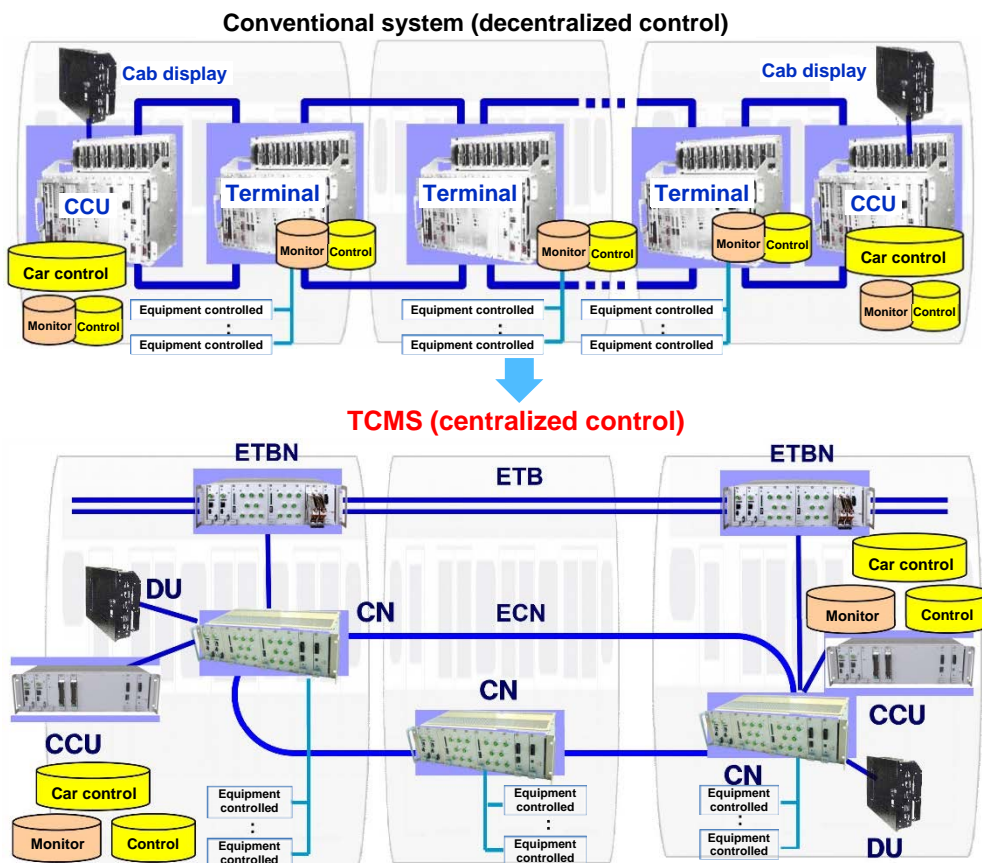 Conventional system (decentralized control)
Cab display
Cab display
CCU
Terminal
Terminal
Terminal
CCU
Car control
Monitor
Control
Monitor
Control
Monitor
Control
Monitor
Control
Car control
Monitor
Control
Equipment controlled
:
Equipment controlled
Equipment controlled
:
Equipment controlled
Equipment controlled
:
Equipment controlled
TCMS (centralized control)
ETBN
ETB
ETBN
DU
CN
ECN
Car control
Monitor
Control
CCU
CN
CCU
CN
DU
Car control
Monitor
Control
Equipment
controlled
:
Equipment
controlled
Equipment
controlled
:
Equipment
controlled
Equipment
controlled
:
Equipment
controlled